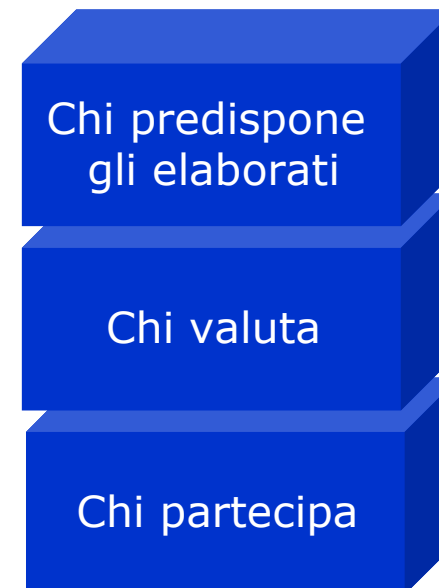 Chi predispone
gli elaborati
Chi valuta
Chi partecipa